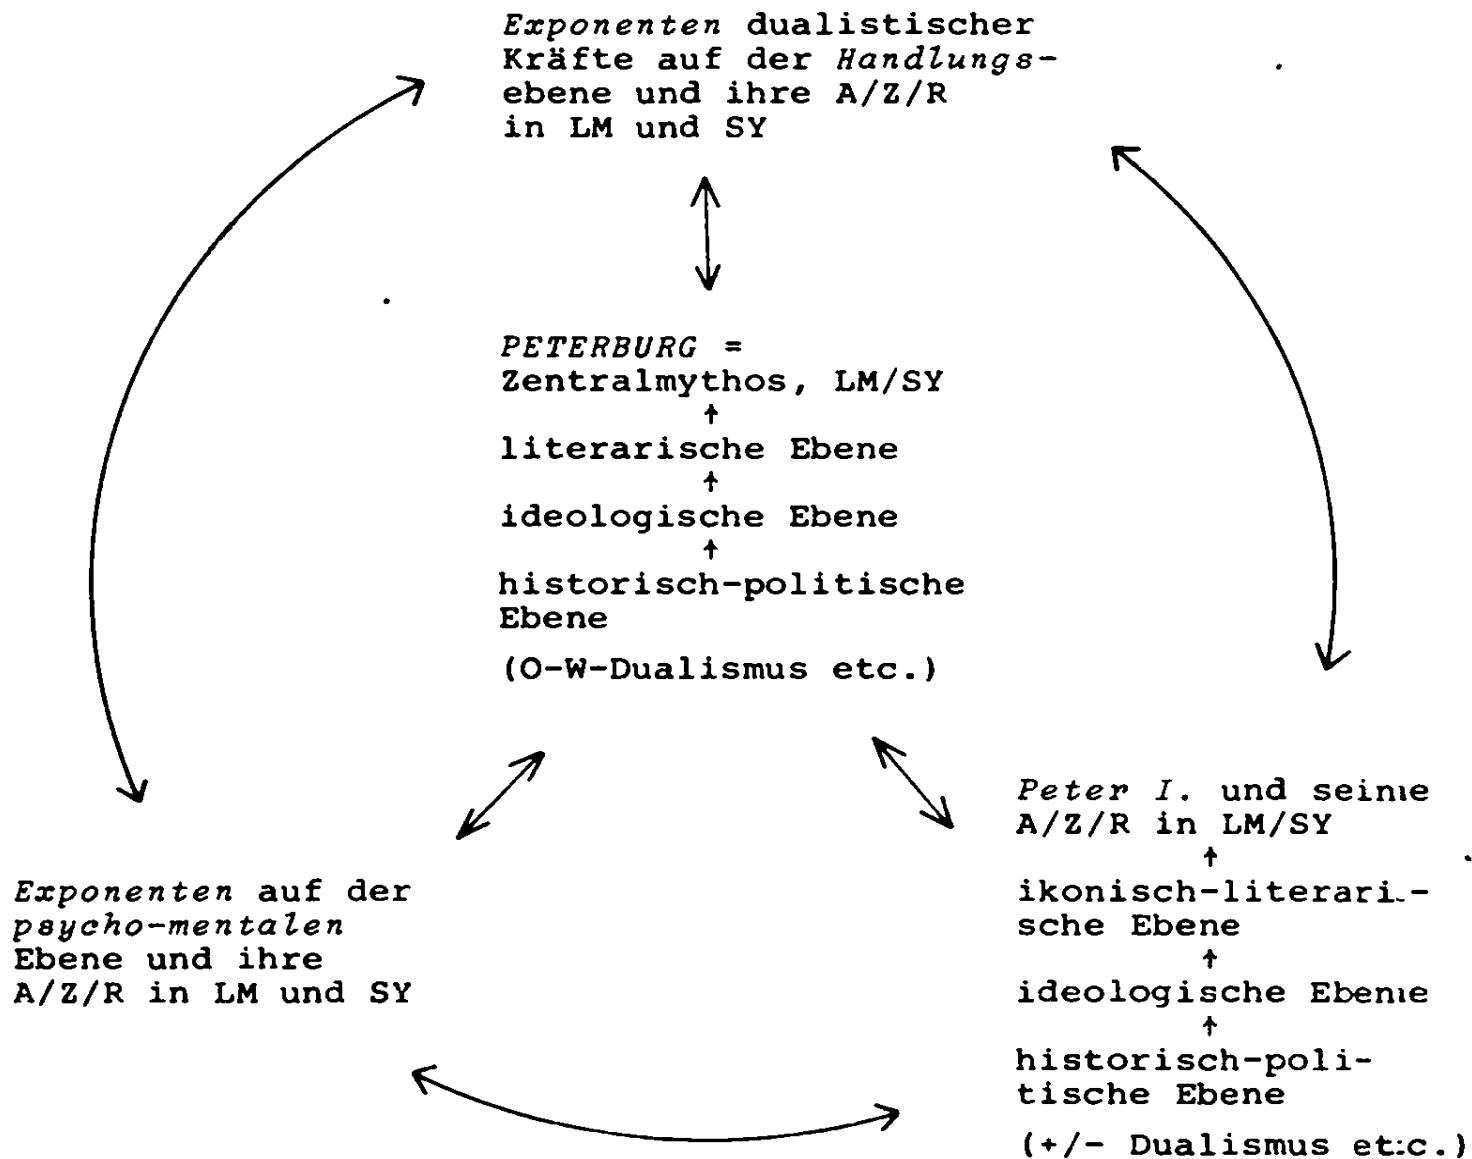 Exponenten dualistischer
Kräfte auf der Handlungs-
ebene und ihre A/Z/R
in LM und SY
PETERBURG =
Zentralmythos, LM/SY
↑
literarische Ebene
↑
ideologische Ebene
↑
historisch-politische
Ebene
(O-W-Dualismus etc.)
Exponenten auf der
psycho-mentalen
Ebene und ihre
A/Z/R in LM und SY
Peter I. und seine
A/Z/R in LM/SY
↑
ikonisch-literari-
sche Ebene
↑
ideologische Ebene
↑
historisch-poli-
tische Ebene
(+/- Dualismus etc.)